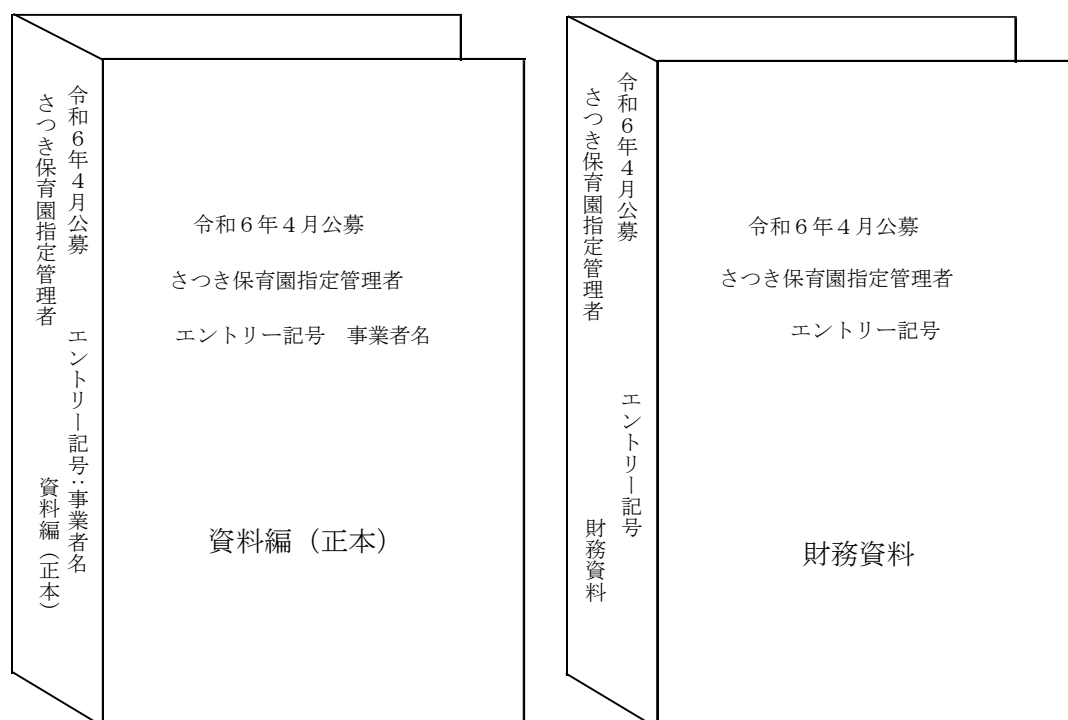 令和６年４月公募　エントリー記号：事業者名
さつき保育園指定管理者　資料編（正本）
令和６年４月公募
さつき保育園指定管理者
エントリー記号　事業者名
資料編（正本）
令和６年４月公募　エントリー記号
さつき保育園指定管理者　財務資料
令和６年４月公募
さつき保育園指定管理者
エントリー記号
財務資料